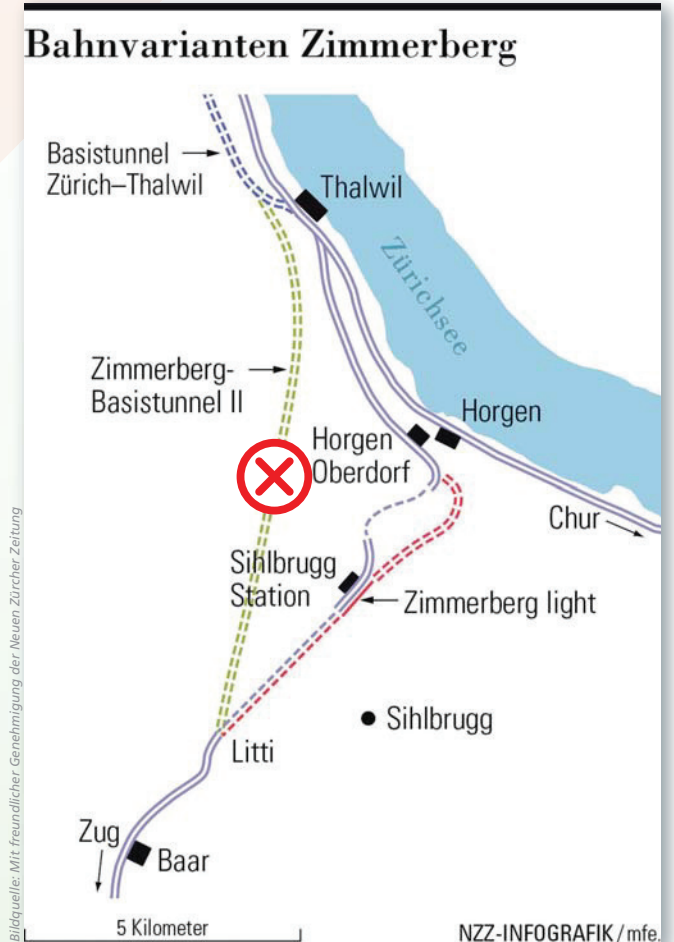 Bahnvarianten Zimmerberg
Basistunnel
Zürich–Thalwil
Thalwil
Zürichsee
Zimmerberg-
Basistunnel II
Horgen
Horgen
Oberdorf
Chur
Sihlbrugg
Station
Zimmerberg light
Sihlbrugg
Litti
Zug
Baar
5 Kilometer
NZZ-INFOGRAFIK/mfe.
Bildquelle: Mit freundlicher Genehmigung der Neuen Zürcher Zeitung